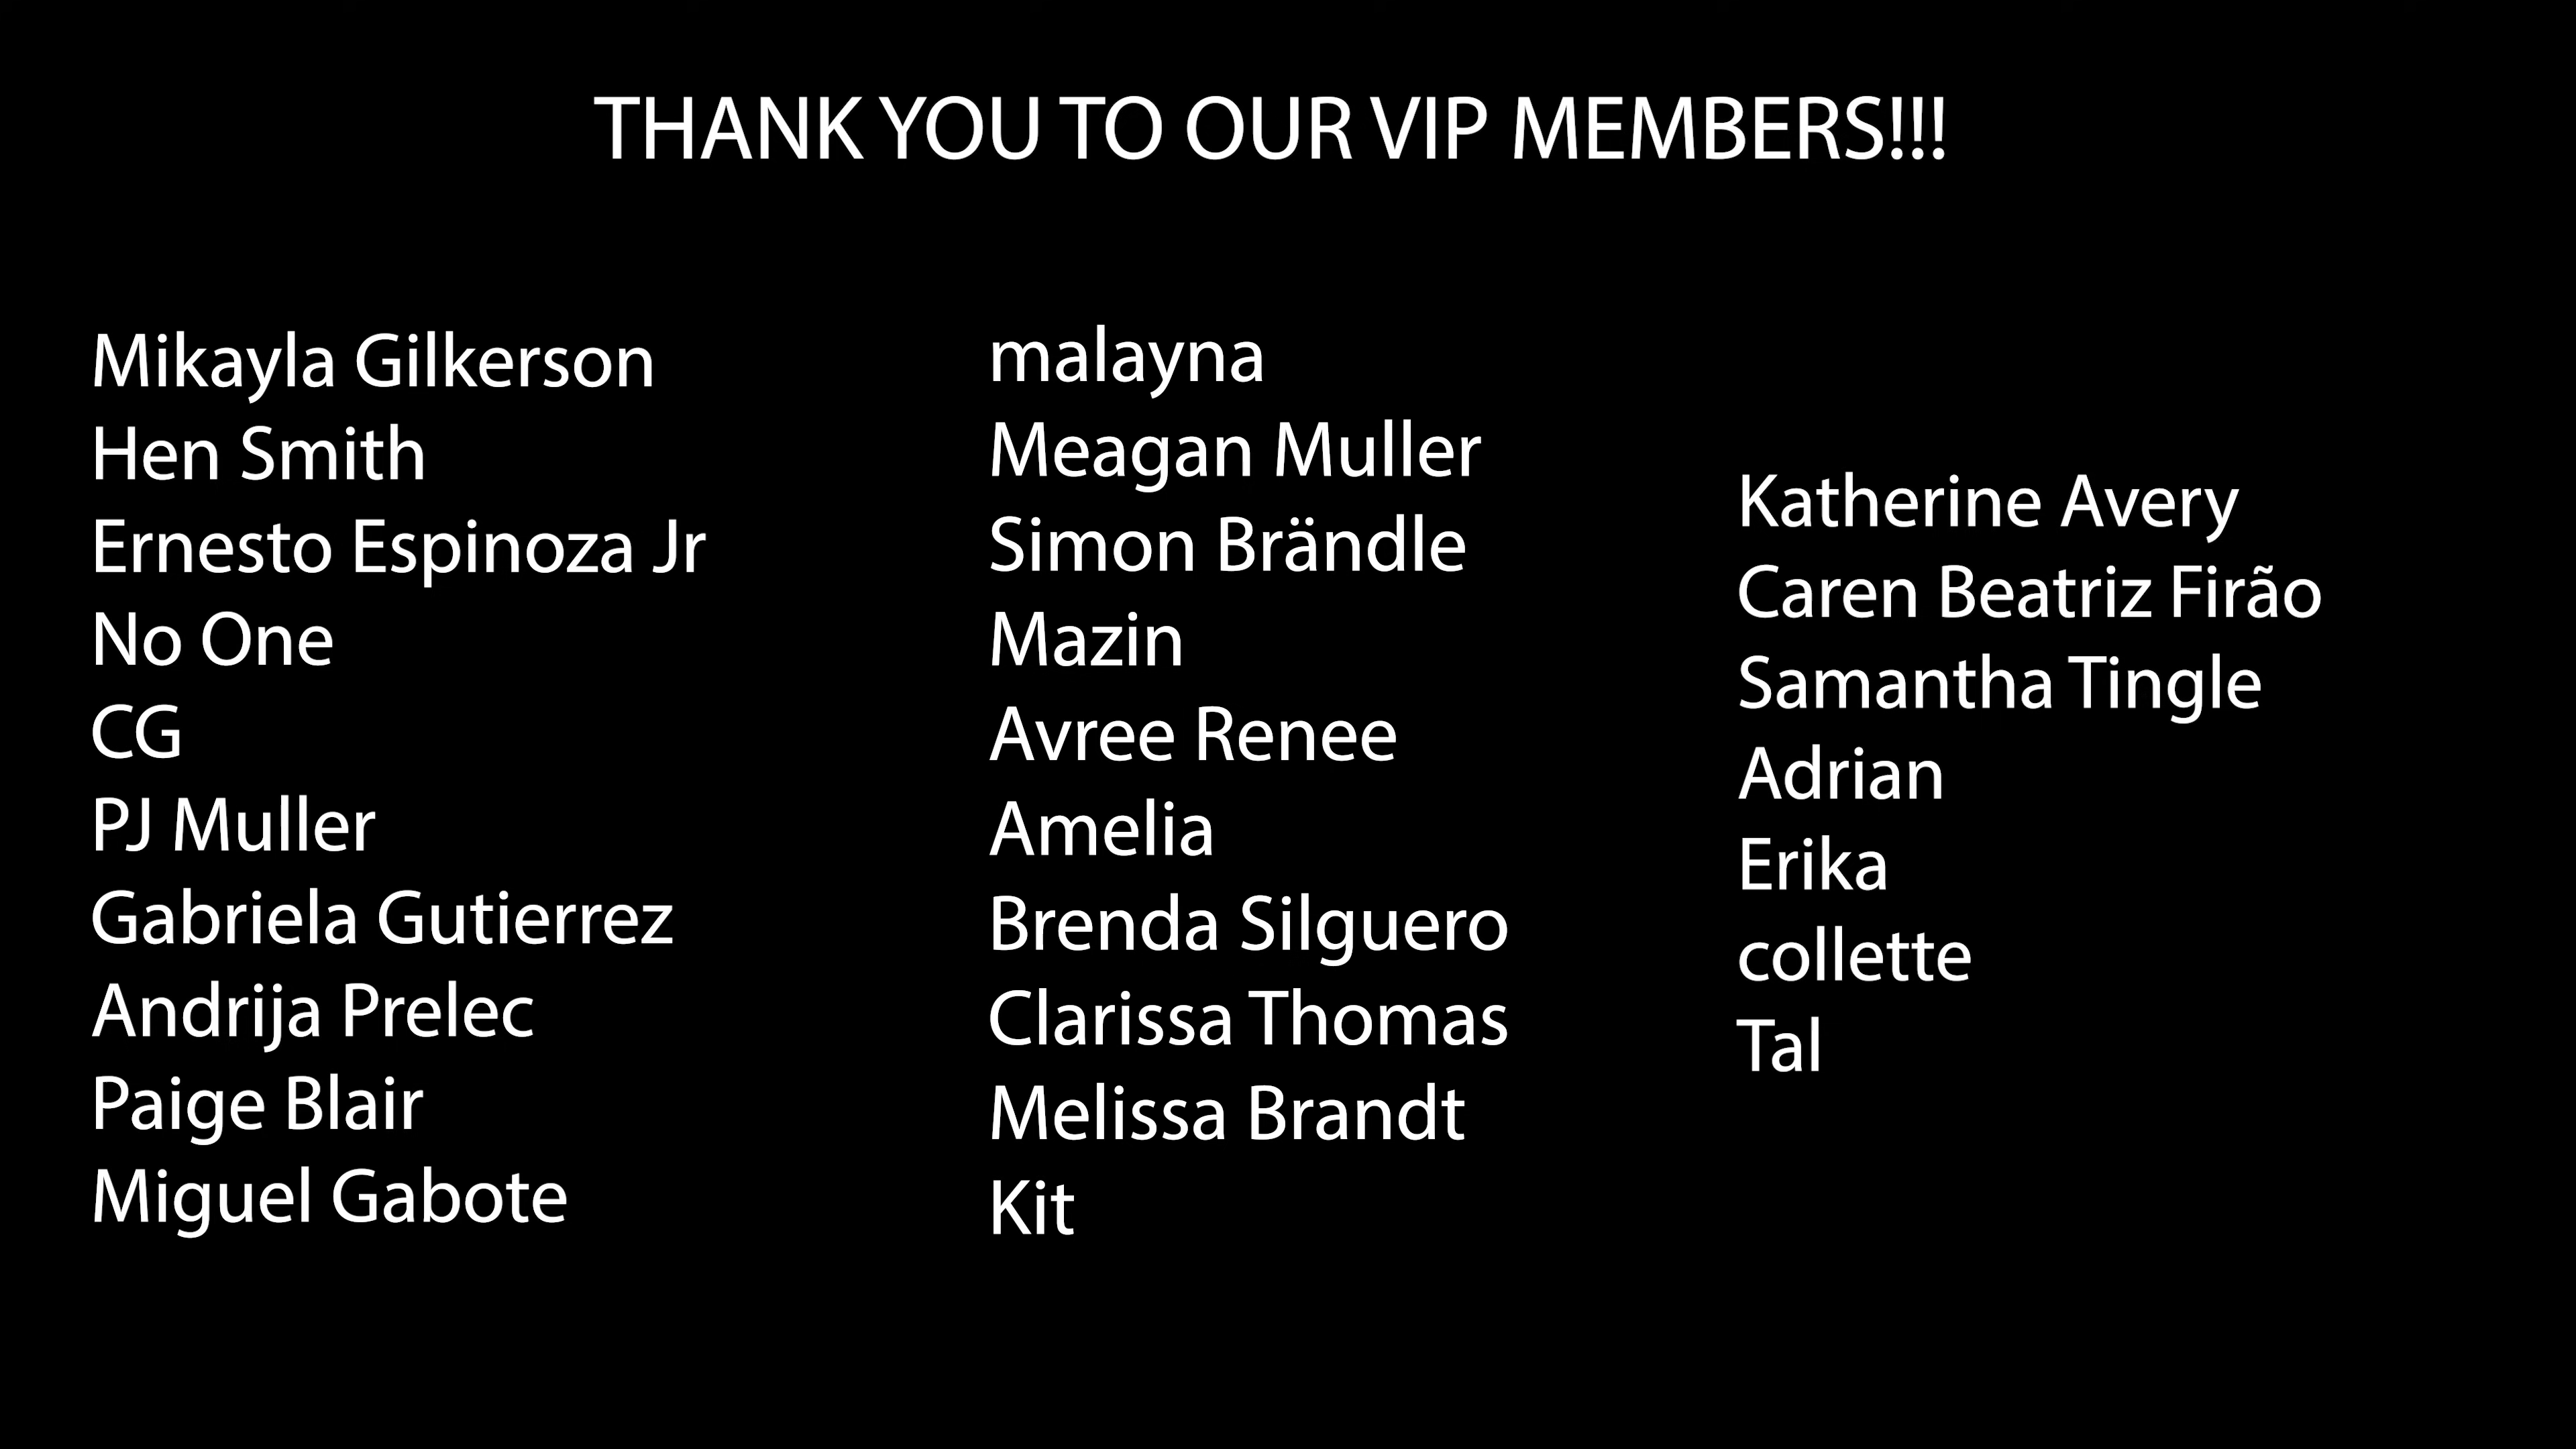 THANK YOU TO OUR VIP MEMBERS!!!
Mikayla Gilkerson
Hen Smith
Ernesto Espinoza Jr
No One
CG
PJ Muller
Gabriela Gutierrez
Andrija Prelec
Paige Blair
Miguel Gabote
malayna
Meagan Muller
Simon Brändle
Mazin
Avree Renee
Amelia
Brenda Silguero
Clarissa Thomas
Melissa Brandt
Kit
Katherine Avery
Caren Beatriz Firão
Samantha Tingle
Adrian
Erika
collette
Tal